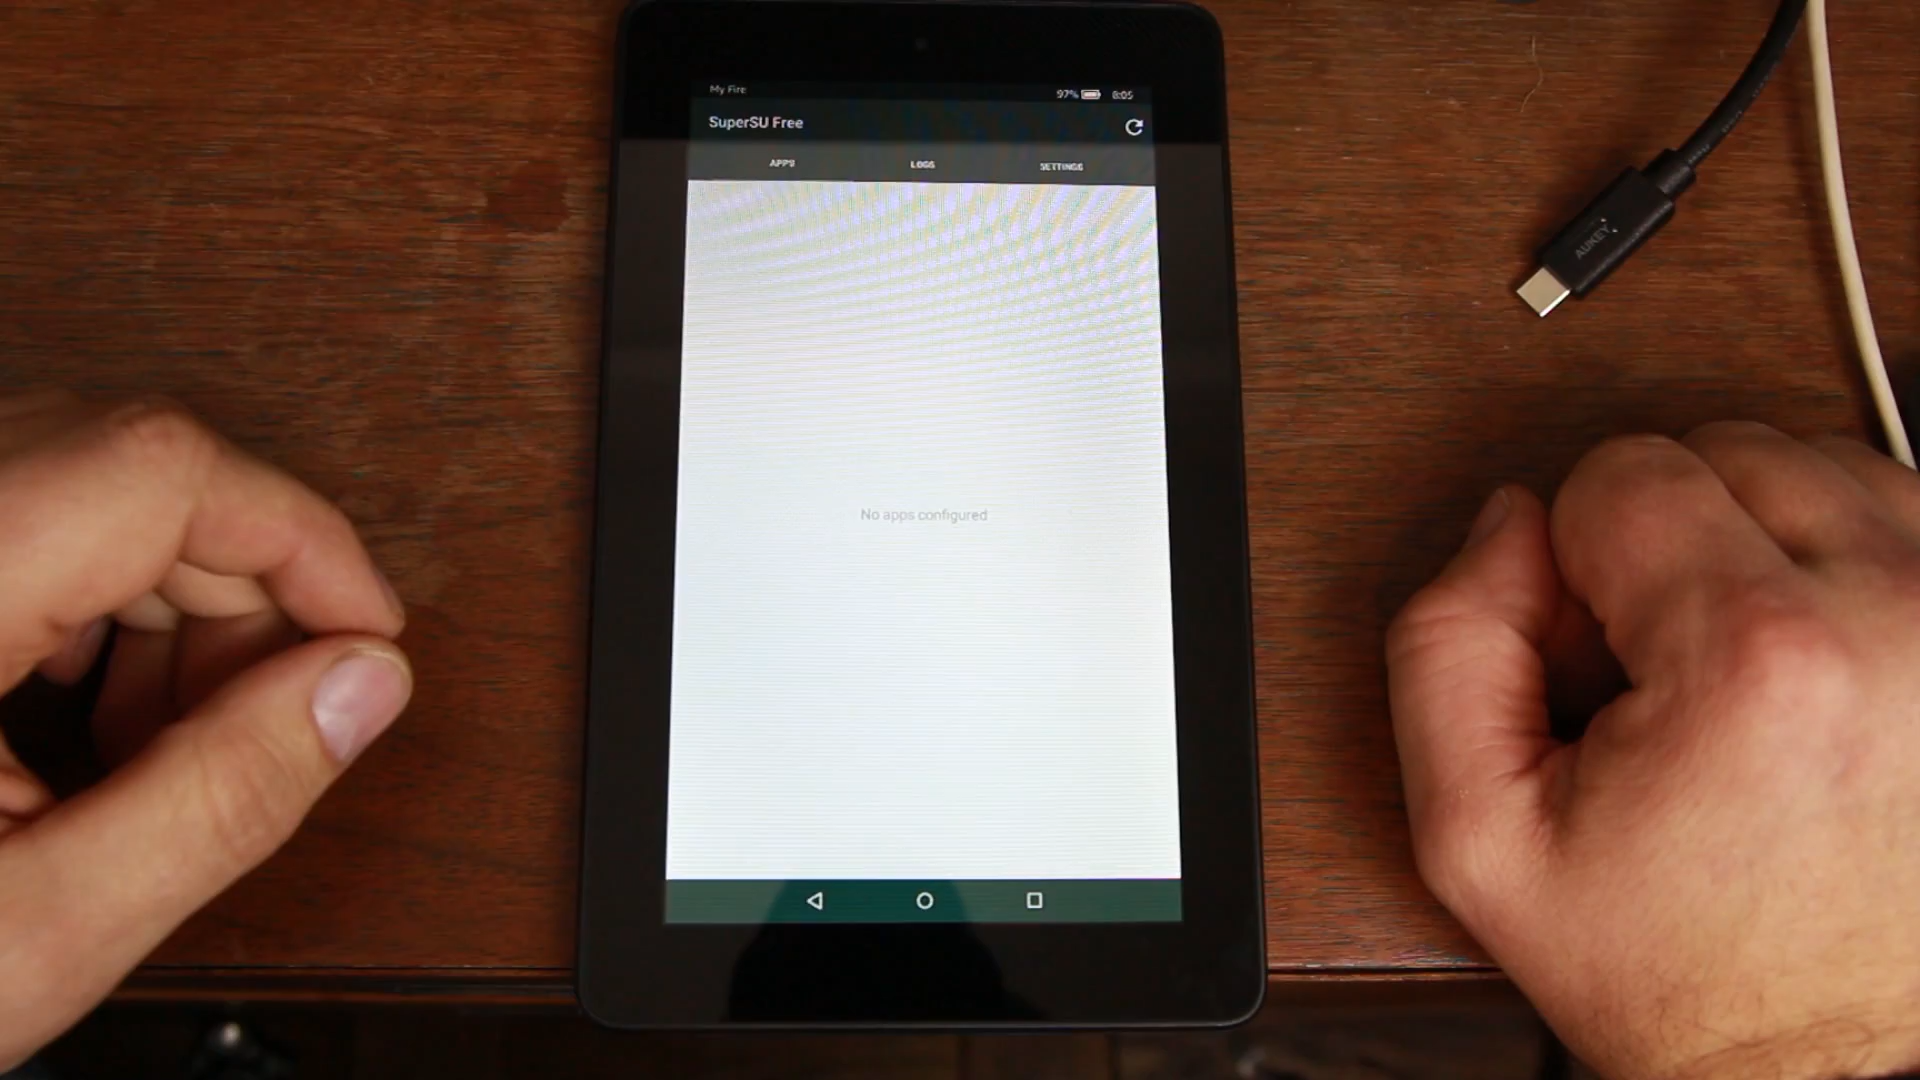 My Fire
97% 8:05
SuperSU Free
APPS
LOGS
SETTINGS
No apps configured
AUKEY